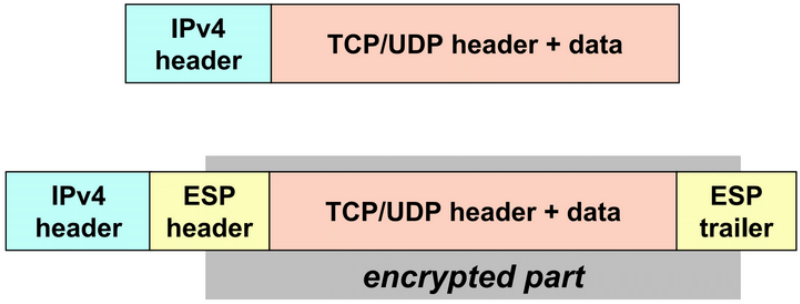 IPv4
header
TCP/UDP header + data
IPv4
header
ESP
header
TCP/UDP header + data
ESP
trailer
encrypted part